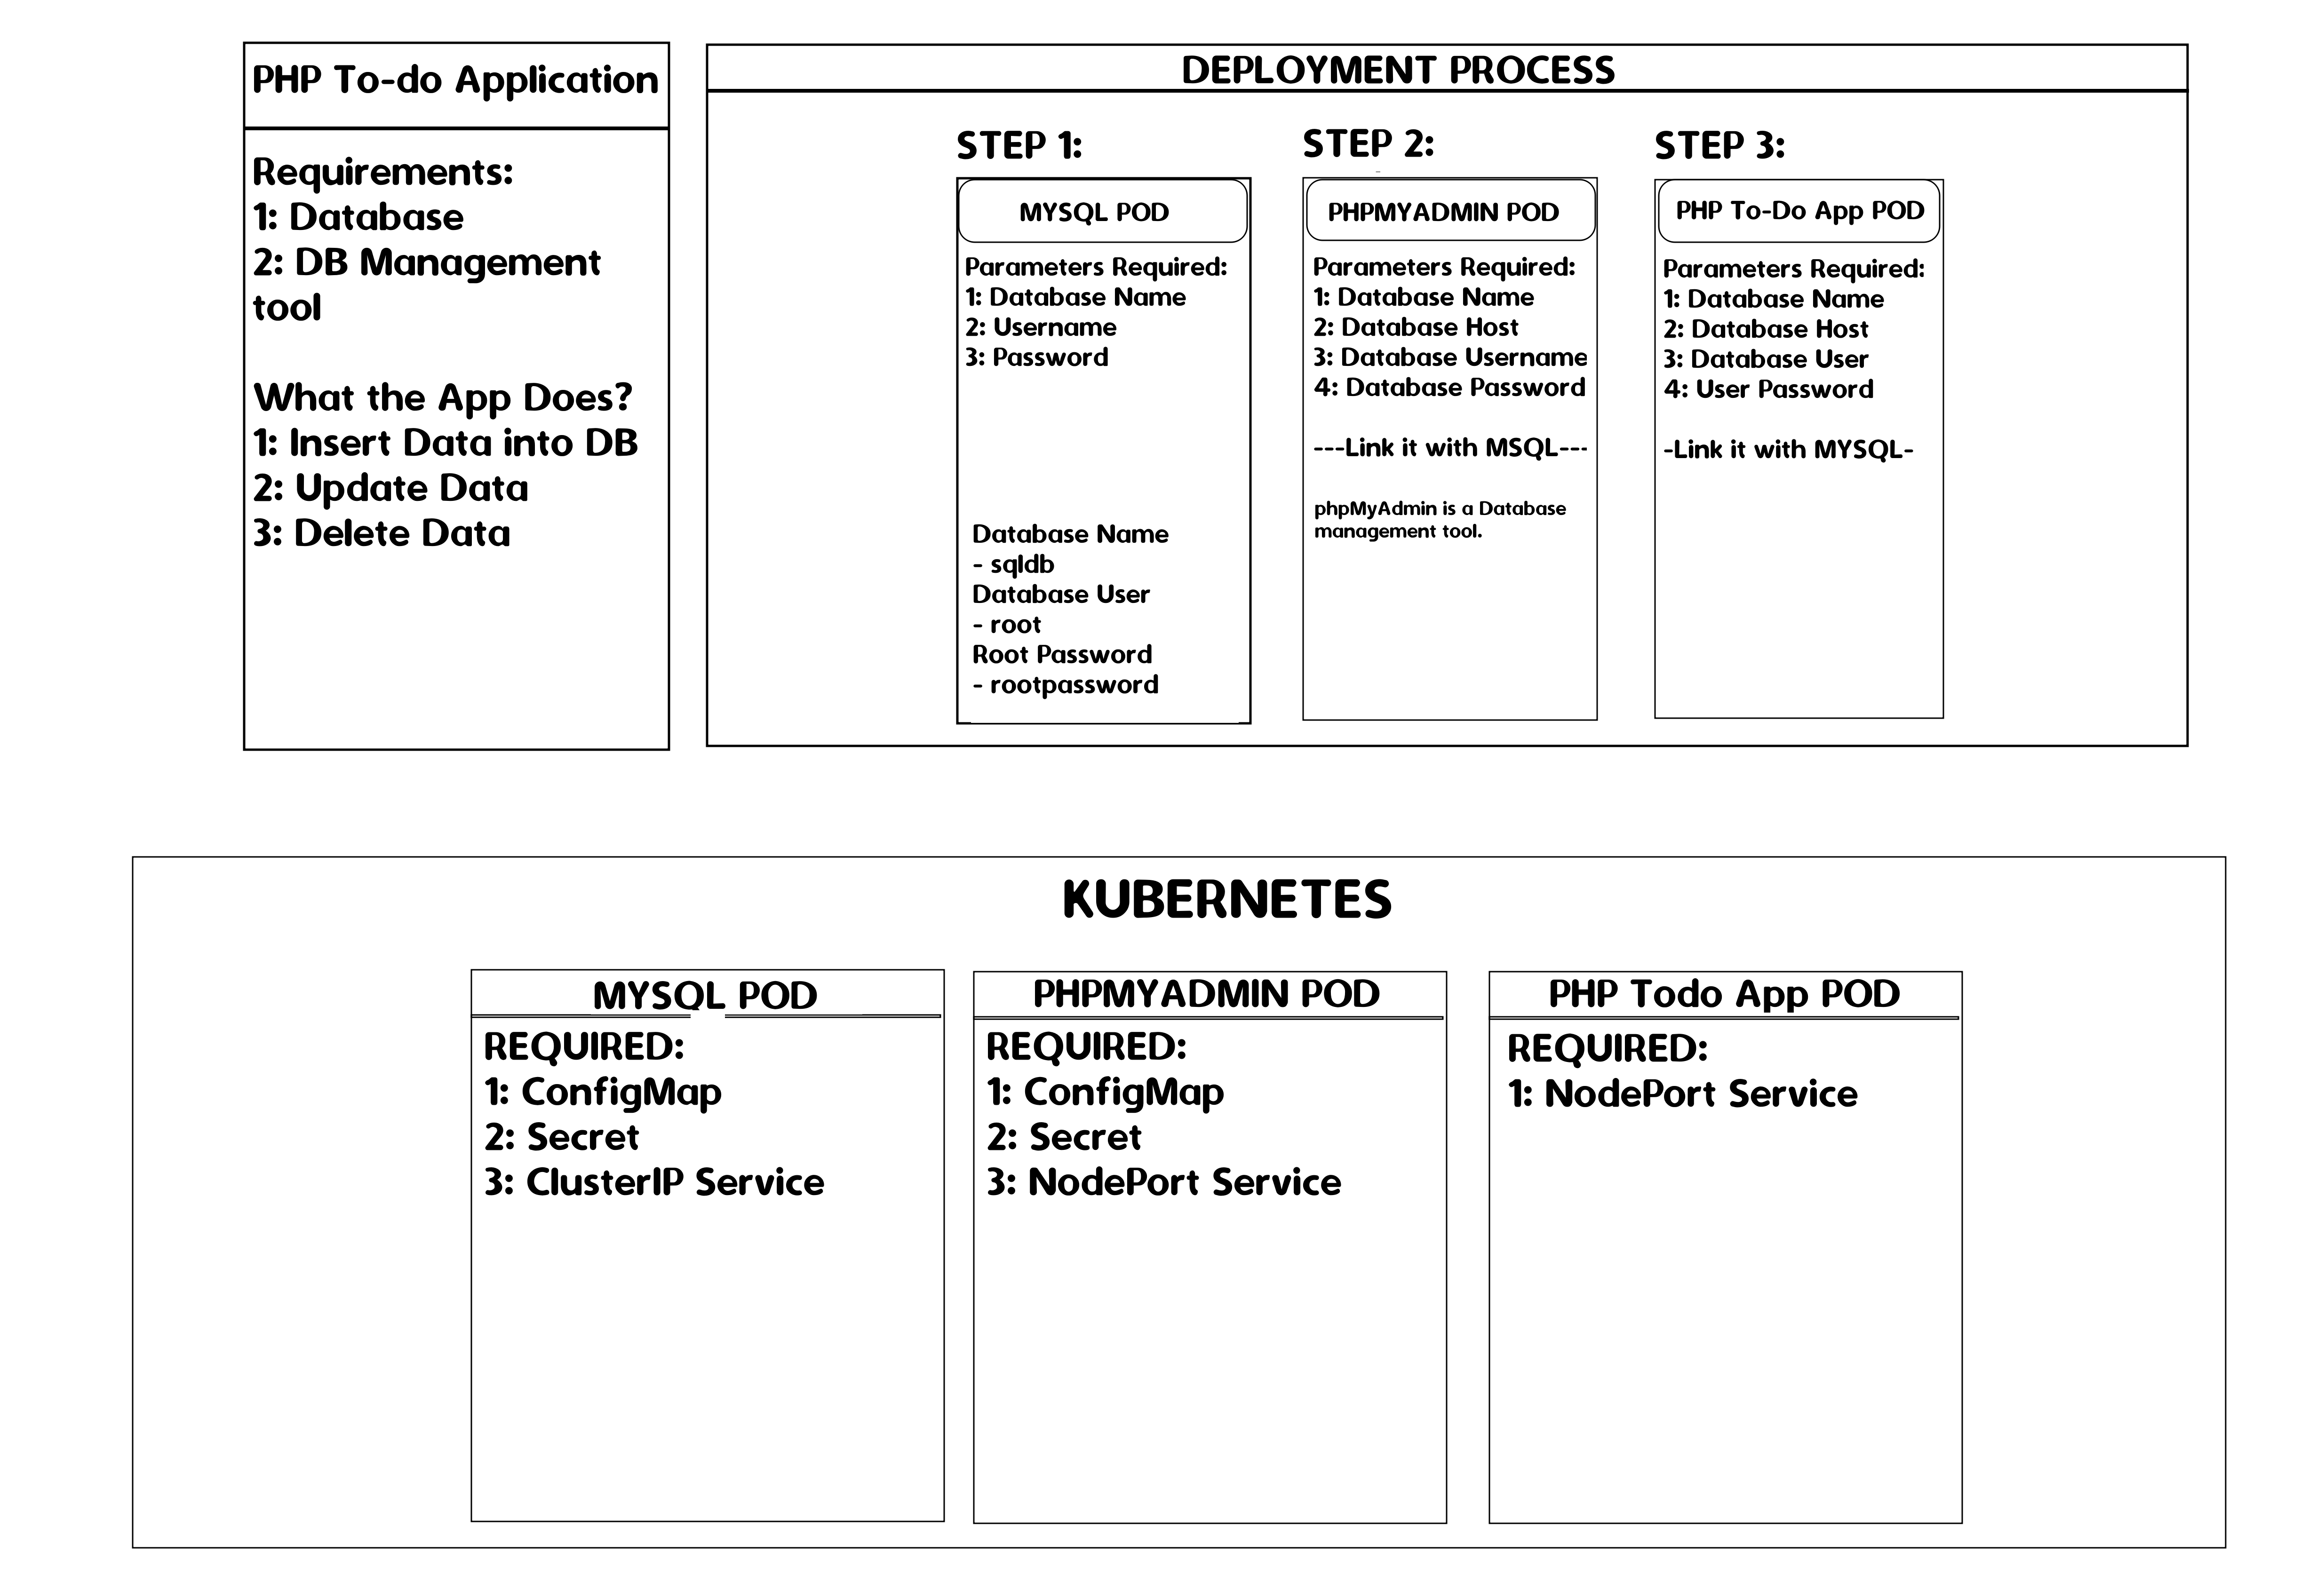 PHP To-do Application
Requirements:
1: Database
2: DB Management
tool
What the App Does?
1: Insert Data into DB
2: Update Data
3: Delete Data
DEPLOYMENT PROCESS
STEP 1:
MYSQL POD
Parameters Required:
1: Database Name
2: Username
3: Password
Database Name
- sqldb
Database User
- root
Root Password
- rootpassword
STEP 2:
PHPMYADMIN POD
Parameters Required:
1: Database Name
2: Database Host
3: Database Username
4: Database Password
---Link it with MSQL---
phpMyAdmin is a Database
management tool.
STEP 3:
PHP To-Do App POD
Parameters Required:
1: Database Name
2: Database Host
3: Database User
4: User Password
-Link it with MYSQL-
KUBERNETES
MYSQL POD
REQUIRED:
1: ConfigMap
2: Secret
3: ClusterIP Service
PHPMYADMIN POD
REQUIRED:
1: ConfigMap
2: Secret
3: NodePort Service
PHP Todo App POD
REQUIRED:
1: NodePort Service